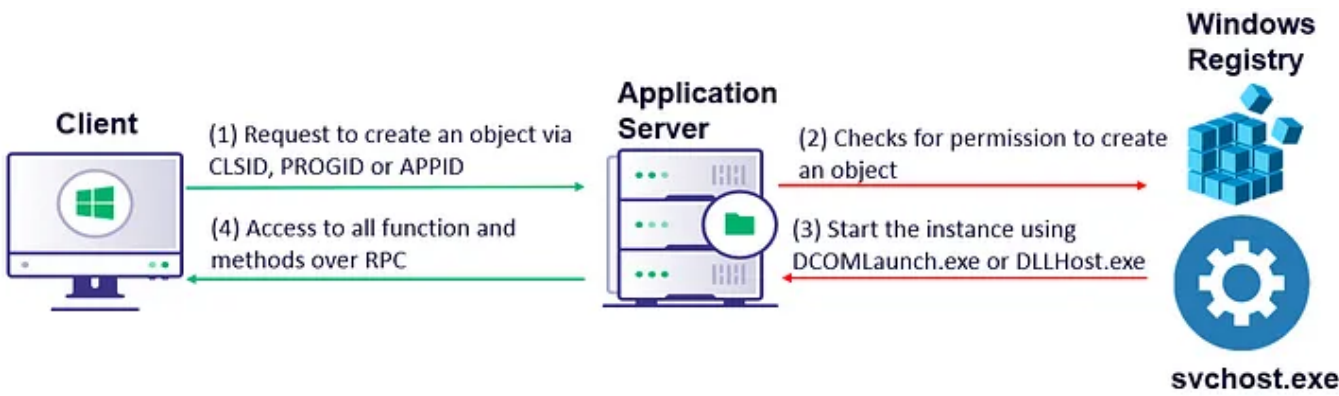 Windows
Registry
Client
Application
Server
(1) Request to create an object via
CLSID, PROGID or APPID
(2) Checks for permission to create
an object
(4) Access to all function and
methods over RPC
(3) Start the instance using
DCOMLaunch.exe or DLLHost.exe
svchost.exe